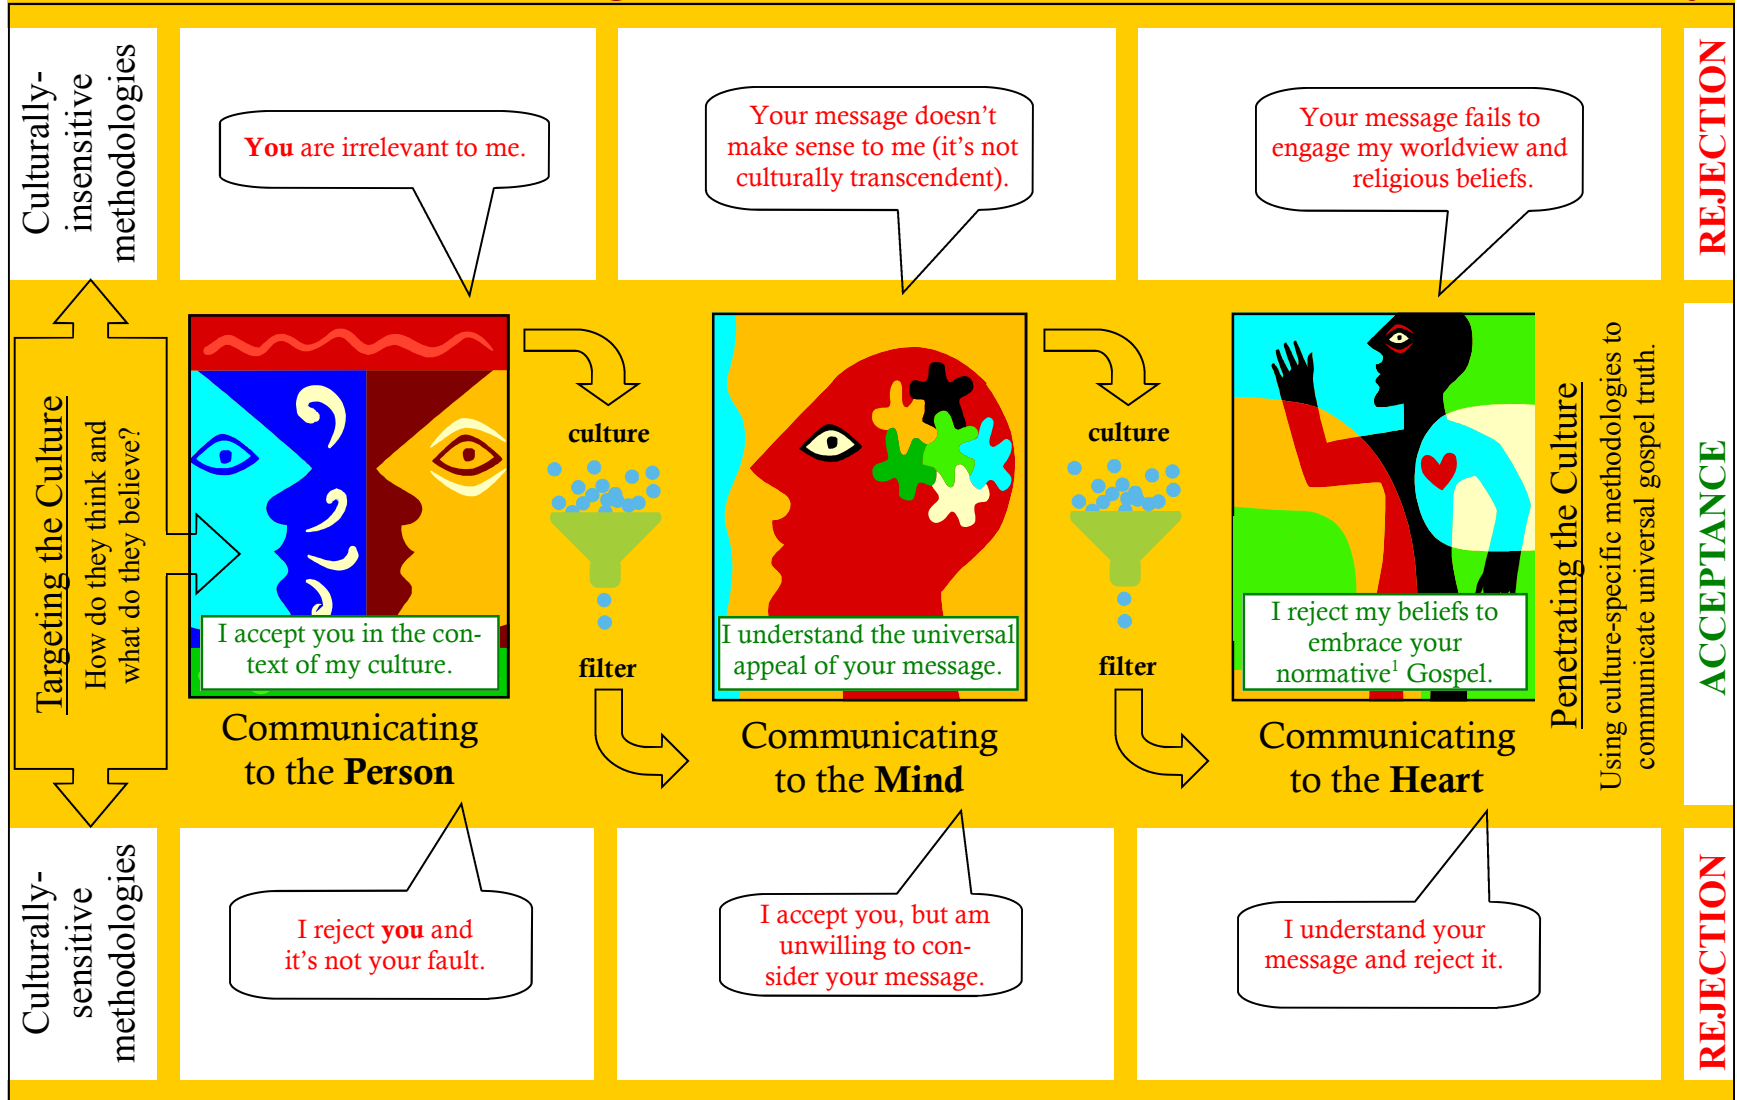 Culturally-
insensitive
methodologies
You are irrelevant to me.
Your message doesn't
make sense to me (it's not
culturally transcendent).
Your message fails to
engage my worldview and
religious beliefs.
REJECTION
Targeting the Culture
How do they think and
what do they believe?
I accept you in the con-
text of my culture.
Communicating
to the Person
culture
filter
I understand the universal
appeal of your message.
Communicating
to the Mind
culture
filter
I reject my beliefs to
embrace your
normative¹ Gospel.
Communicating
to the Heart
Penetrating the Culture
Using culture-specific methodologies to
communicate universal gospel truth.
ACCEPTANCE
Culturally-
sensitive
methodologies
I reject you and
it's not your fault.
I accept you, but am
unwilling to con-
sider your message.
I understand your
message and reject it.
REJECTION